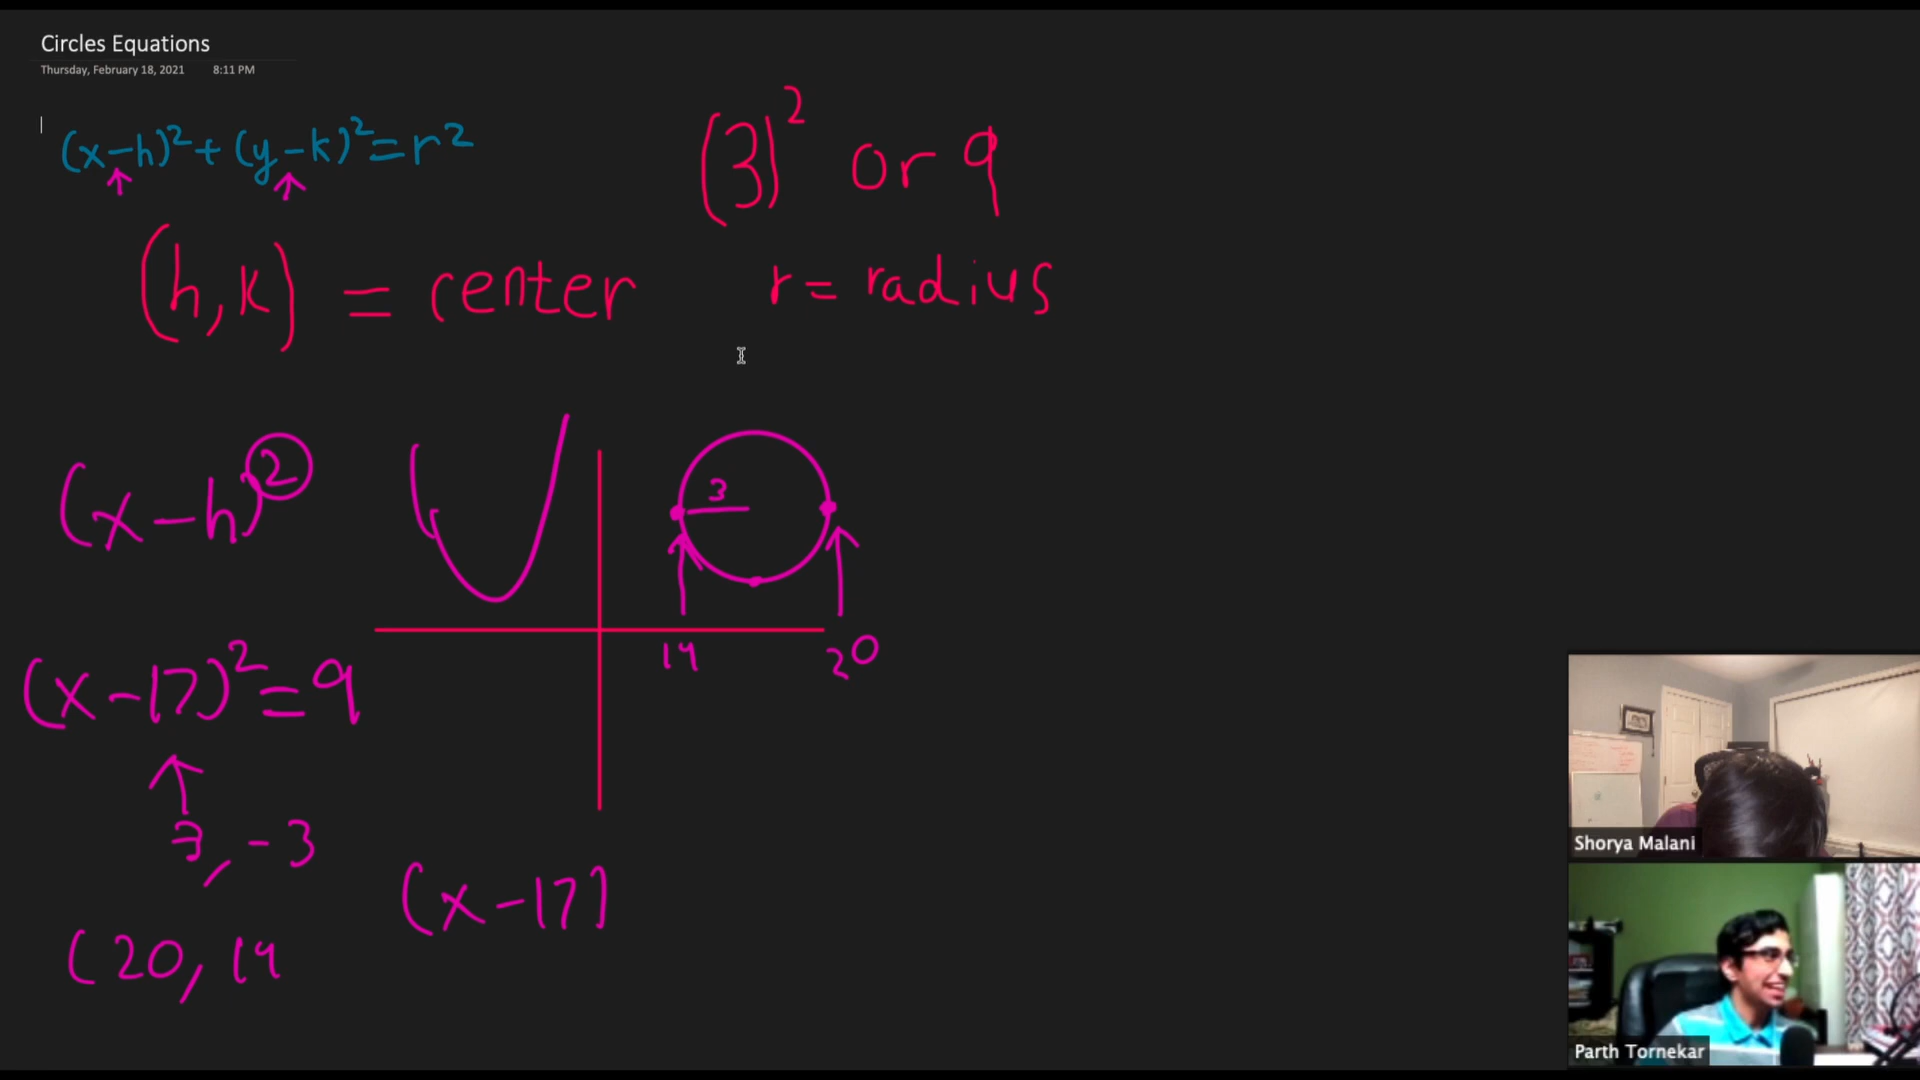 Circles Equations
Thursday, February 18, 2021 8:11 PM
(x-h)²+(y-k)²=r²
(3)² or 9
(h,k) = center
r= radius
(x-h)²
3
14
20
(x-17)²=9
3, -3
(x-17)
(20, 14
Shorya Malani
Parth Tornekar